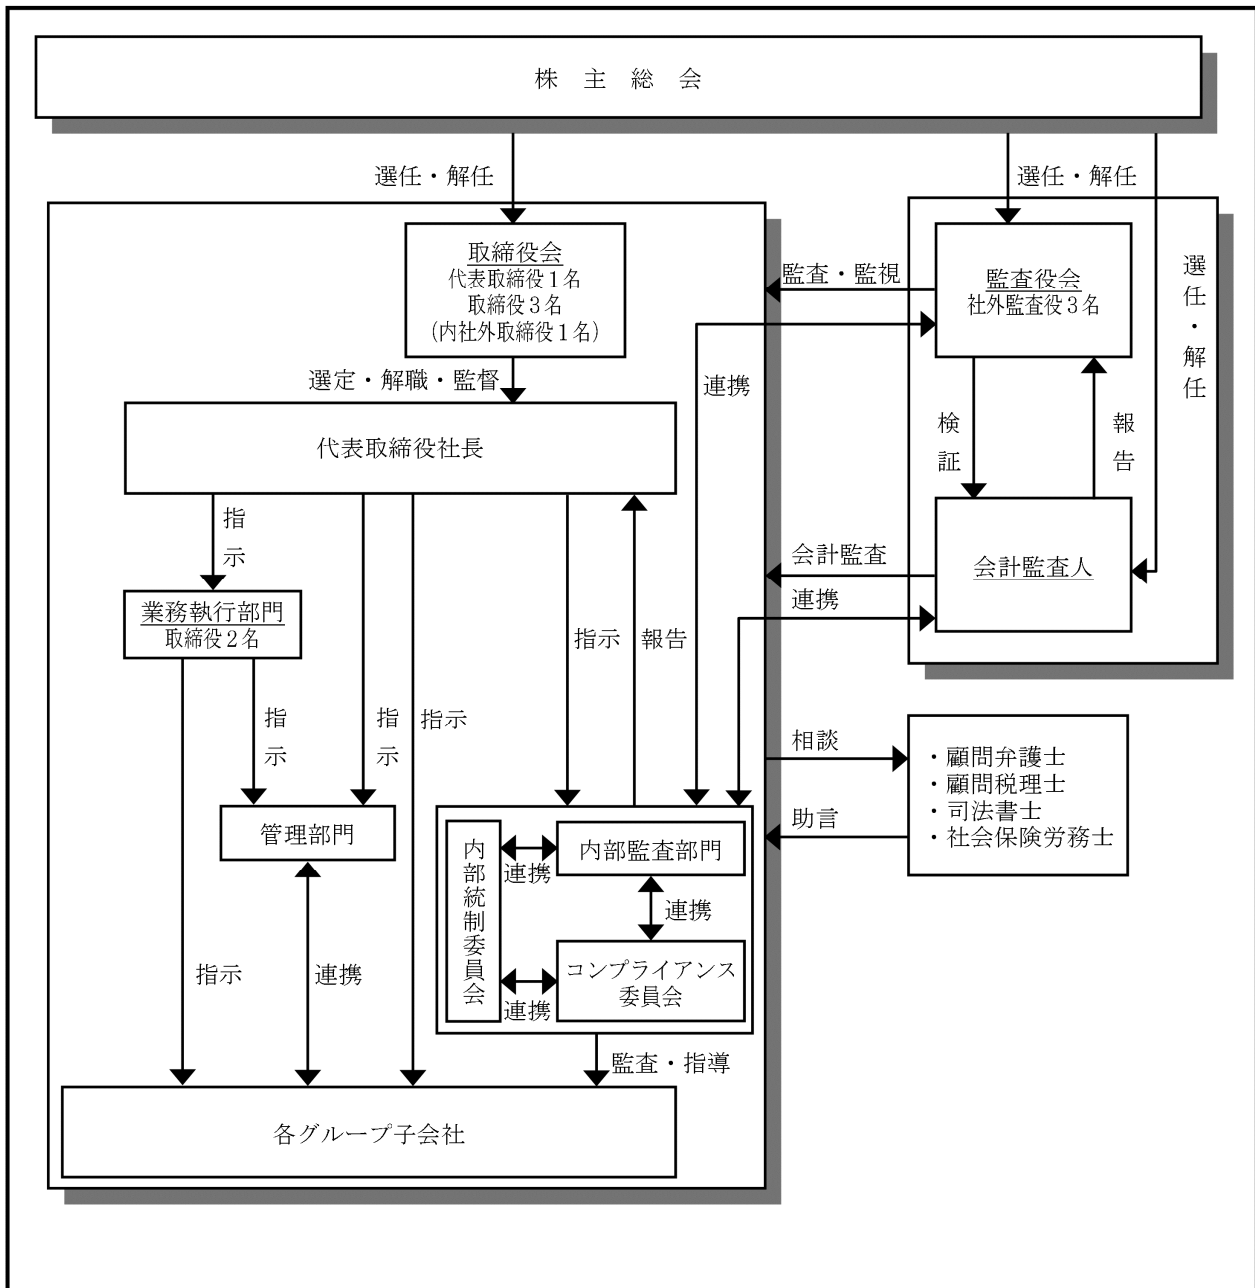 株主総会
選任・解任
選任・解任
選任・解任
取締役会
代表取締役１名
取締役３名
(内社外取締役１名)
監査・監視
監査役会
社外監査役３名
選定・解職・監督
連携
代表取締役社長
検証
報告
指示
会計監査
会計監査人
連携
業務執行部門
取締役２名
指示
報告
指示
指示
指示
相談
・顧問弁護士
・顧問税理士
・司法書士
・社会保険労務士
助言
管理部門
内部統制委員会
連携
内部監査部門
連携
連携
コンプライアンス
委員会
指示
連携
監査・指導
各グループ子会社